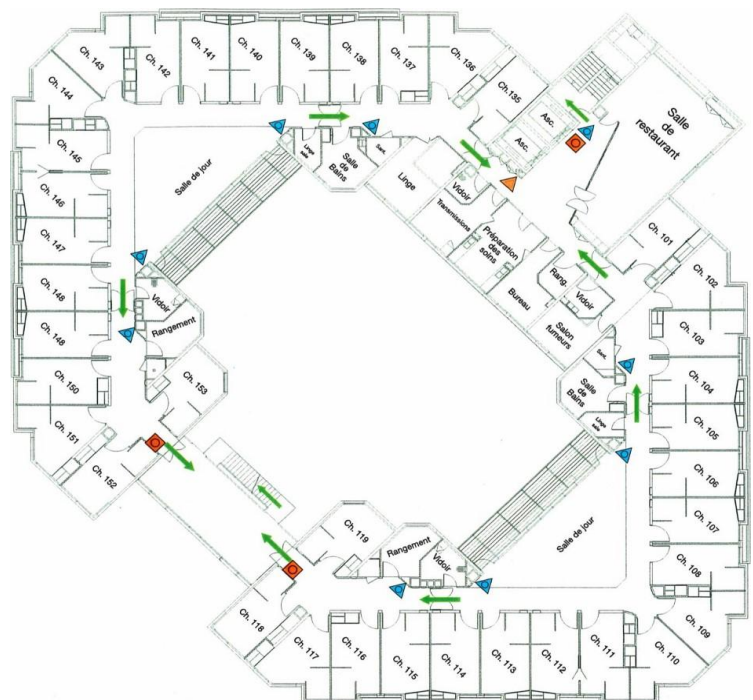 Ch. 143
Ch. 142
Ch. 141
Ch. 140
Ch. 139
Ch. 138
Ch. 137
Ch. 136
Ch. 135
Ch. 144
Ch. 145
Ch. 146
Ch. 147
Ch. 148
Ch. 148
Ch. 150
Ch. 151
Ch. 152
Ch. 153
Salle de jour
Linge
Sale
Salle
de
Bains
Sant.
Linge
Vidoir
Transmissions
Préparation
des
soins
Bureau
Rang.
Vidoir
Salon
fumeurs
Asc.
Asc.
Salle
de
restaurant
Vidoir
Rangement
Ch. 101
Ch. 102
Ch. 103
Ch. 104
Ch. 105
Ch. 106
Ch. 107
Ch. 108
Ch. 109
Ch. 110
Sant.
Salle
de
Bains
Linge
Sale
Salle de jour
Ch. 119
Rangement
Vidoir
Ch. 118
Ch. 117
Ch. 116
Ch. 115
Ch. 114
Ch. 113
Ch. 112
Ch. 111